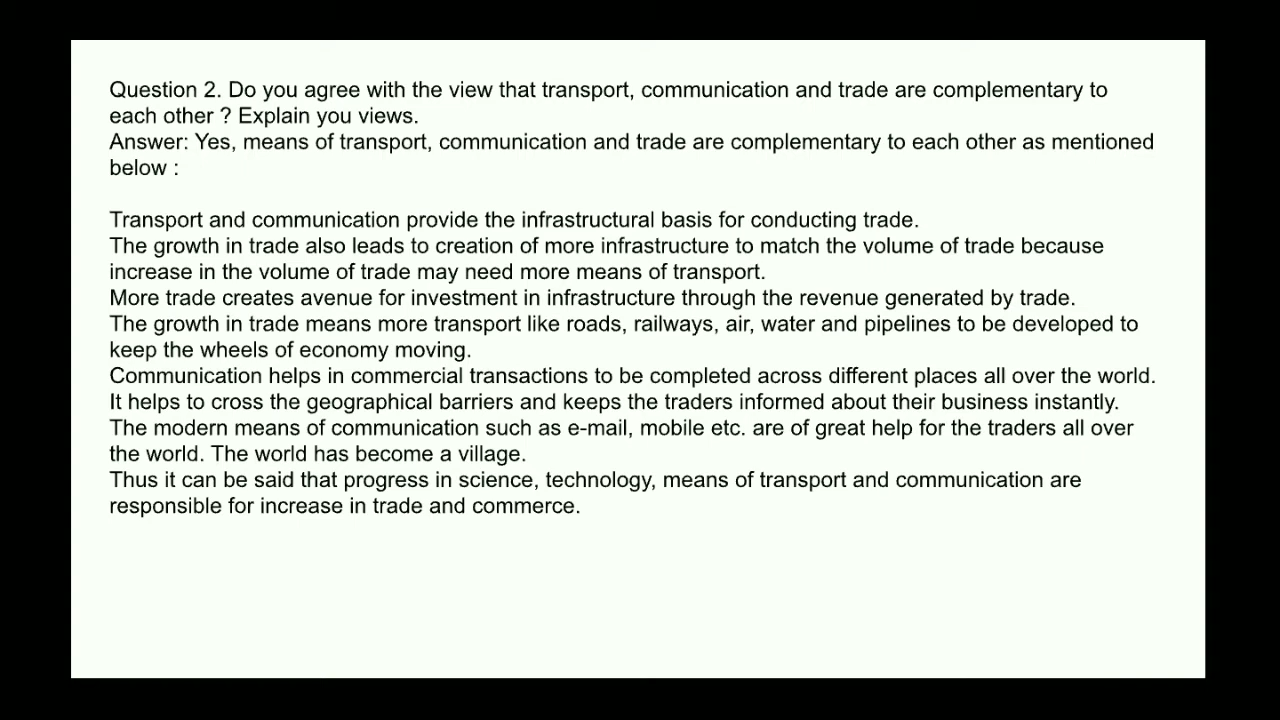 Question 2. Do you agree with the view that transport, communication and trade are complementary to
each other ? Explain you views.
Answer: Yes, means of transport, communication and trade are complementary to each other as mentioned
below :
Transport and communication provide the infrastructural basis for conducting trade.
The growth in trade also leads to creation of more infrastructure to match the volume of trade because
increase in the volume of trade may need more means of transport.
More trade creates avenue for investment in infrastructure through the revenue generated by trade.
The growth in trade means more transport like roads, railways, air, water and pipelines to be developed to
keep the wheels of economy moving.
Communication helps in commercial transactions to be completed across different places all over the world.
It helps to cross the geographical barriers and keeps the traders informed about their business instantly.
The modern means of communication such as e-mail, mobile etc. are of great help for the traders all over
the world. The world has become a village.
Thus it can be said that progress in science, technology, means of transport and communication are
responsible for increase in trade and commerce.